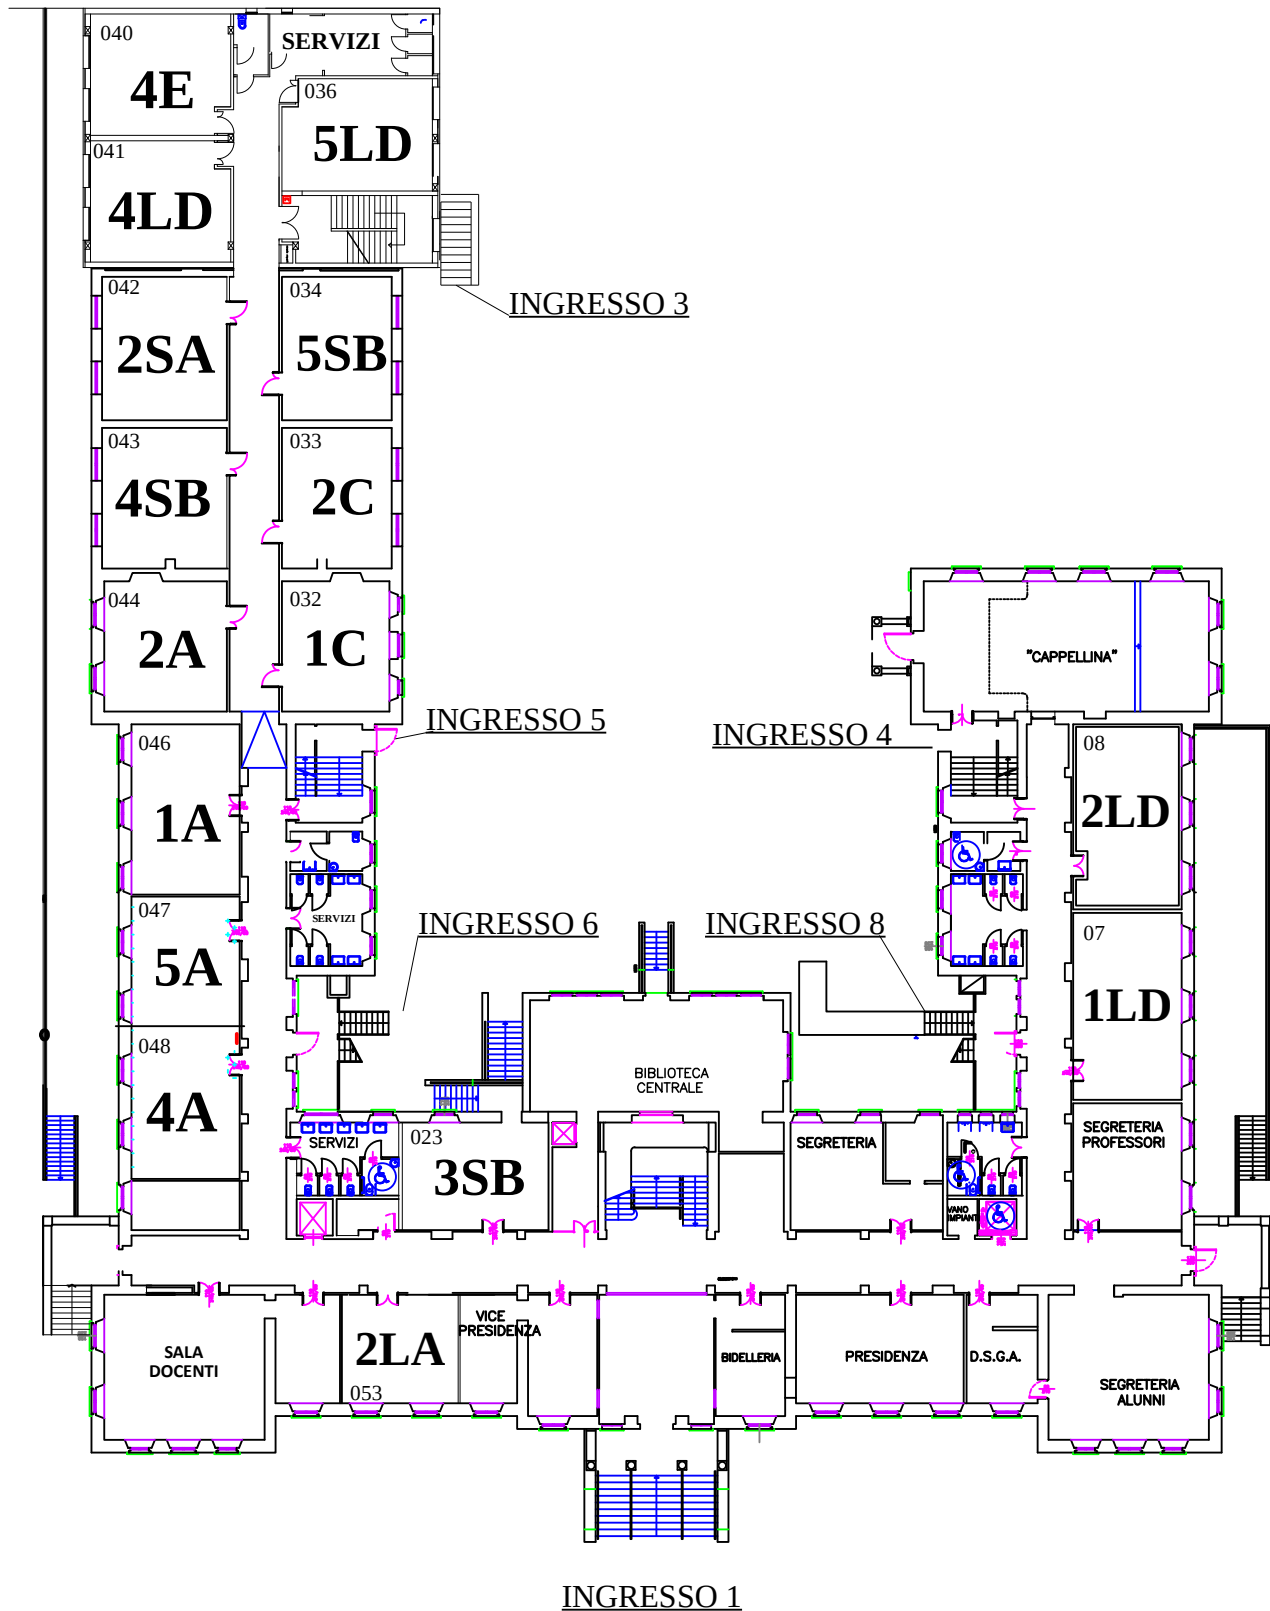 040
4E
SERVIZI
036
5LD
041
4LD
INGRESSO 3
042
2SA
034
5SB
043
4SB
033
2C
044
2A
032
1C
"CAPPELLINA"
INGRESSO 5
INGRESSO 4
046
1A
08
2LD
047
5A
SERVIZI
INGRESSO 6
INGRESSO 8
07
1LD
048
4A
BIBLIOTECA
CENTRALE
SERVIZI
023
3SB
SEGRETERIA
SEGRETERIA
PROFESSORI
VANO
IMPIANTI
SALA
DOCENTI
2LA
053
VICE
PRESIDENZA
BIDELLERIA
PRESIDENZA
D.S.G.A.
SEGRETERIA
ALUNNI
INGRESSO 1